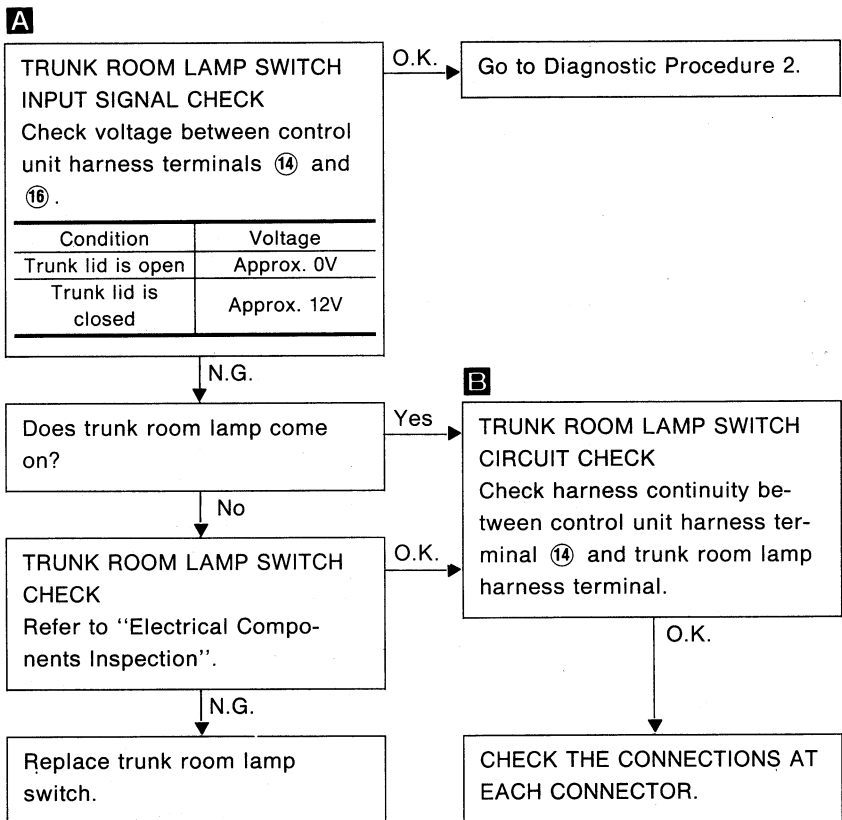 A
TRUNK ROOM LAMP SWITCH
INPUT SIGNAL CHECK
Check voltage between control
unit harness terminals ⑭ and
⑯ .
Condition Voltage
Trunk lid is open Approx. 0V
Trunk lid is
closed
Approx. 12V
O.K.
Go to Diagnostic Procedure 2.
N.G.
Does trunk room lamp come
on?
Yes
B
TRUNK ROOM LAMP SWITCH
CIRCUIT CHECK
Check harness continuity be-
tween control unit harness ter-
minal ⑭ and trunk room lamp
harness terminal.
No
TRUNK ROOM LAMP SWITCH
CHECK
Refer to "Electrical Compo-
nents Inspection".
O.K.
O.K.
N.G.
Replace trunk room lamp
switch.
CHECK THE CONNECTIONS AT
EACH CONNECTOR.